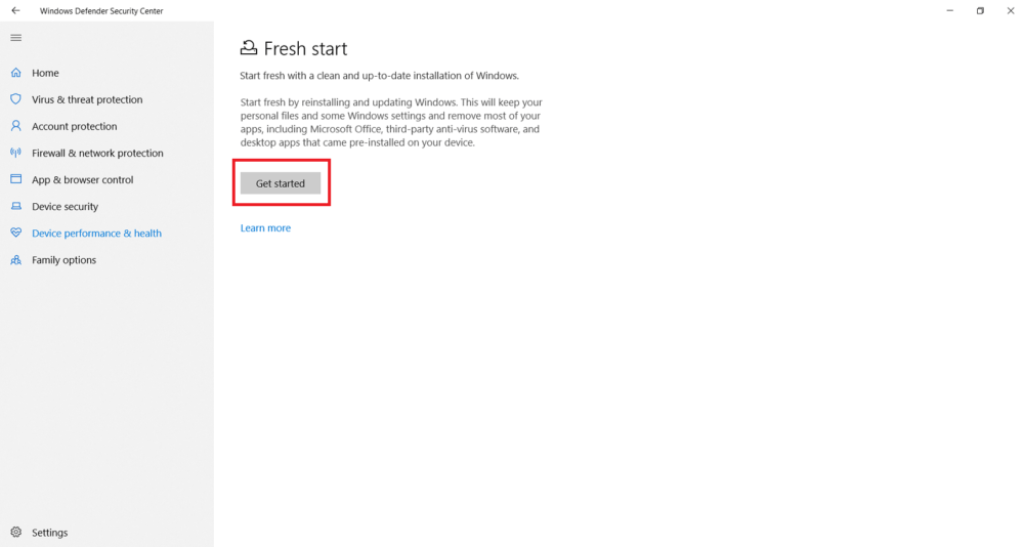 Windows Defender Security Center
Home
Virus & threat protection
Account protection
Firewall & network protection
App & browser control
Device security
Device performance & health
Family options
Settings
Fresh start
Start fresh with a clean and up-to-date installation of Windows.
Start fresh by reinstalling and updating Windows. This will keep your
personal files and some Windows settings and remove most of your
apps, including Microsoft Office, third-party anti-virus software, and
desktop apps that came pre-installed on your device.
Get started
Learn more